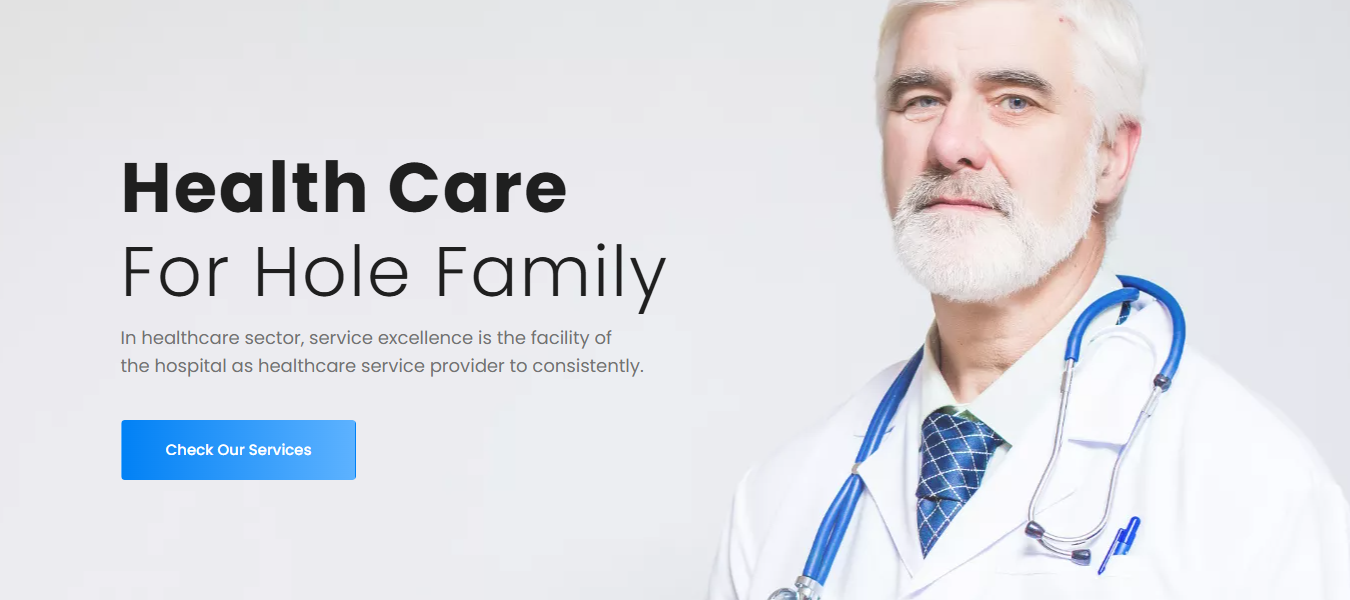 Health Care
For Hole Family
In healthcare sector, service excellence is the facility of
the hospital as healthcare service provider to consistently.
Check Our Services